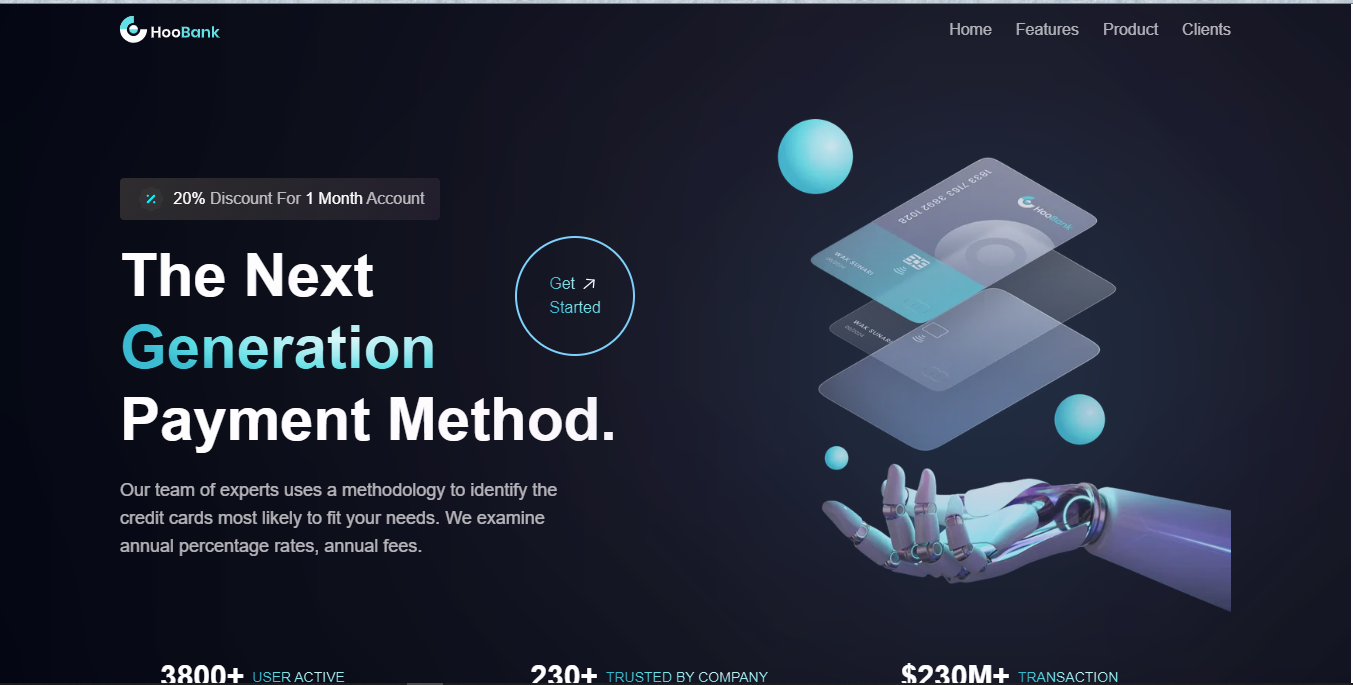 HooBank
Home Features Product Clients
20% Discount For 1 Month Account
The Next
Generation
Payment Method.
Get
Started
Our team of experts uses a methodology to identify the
credit cards most likely to fit your needs. We examine
annual percentage rates, annual fees.
1833 7163 3892 1028
HooBank
WAK SUNARI
WAK SUNARI
3800+ USER ACTIVE
230+ TRUSTED BY COMPANY
$230M+ TRANSACTION